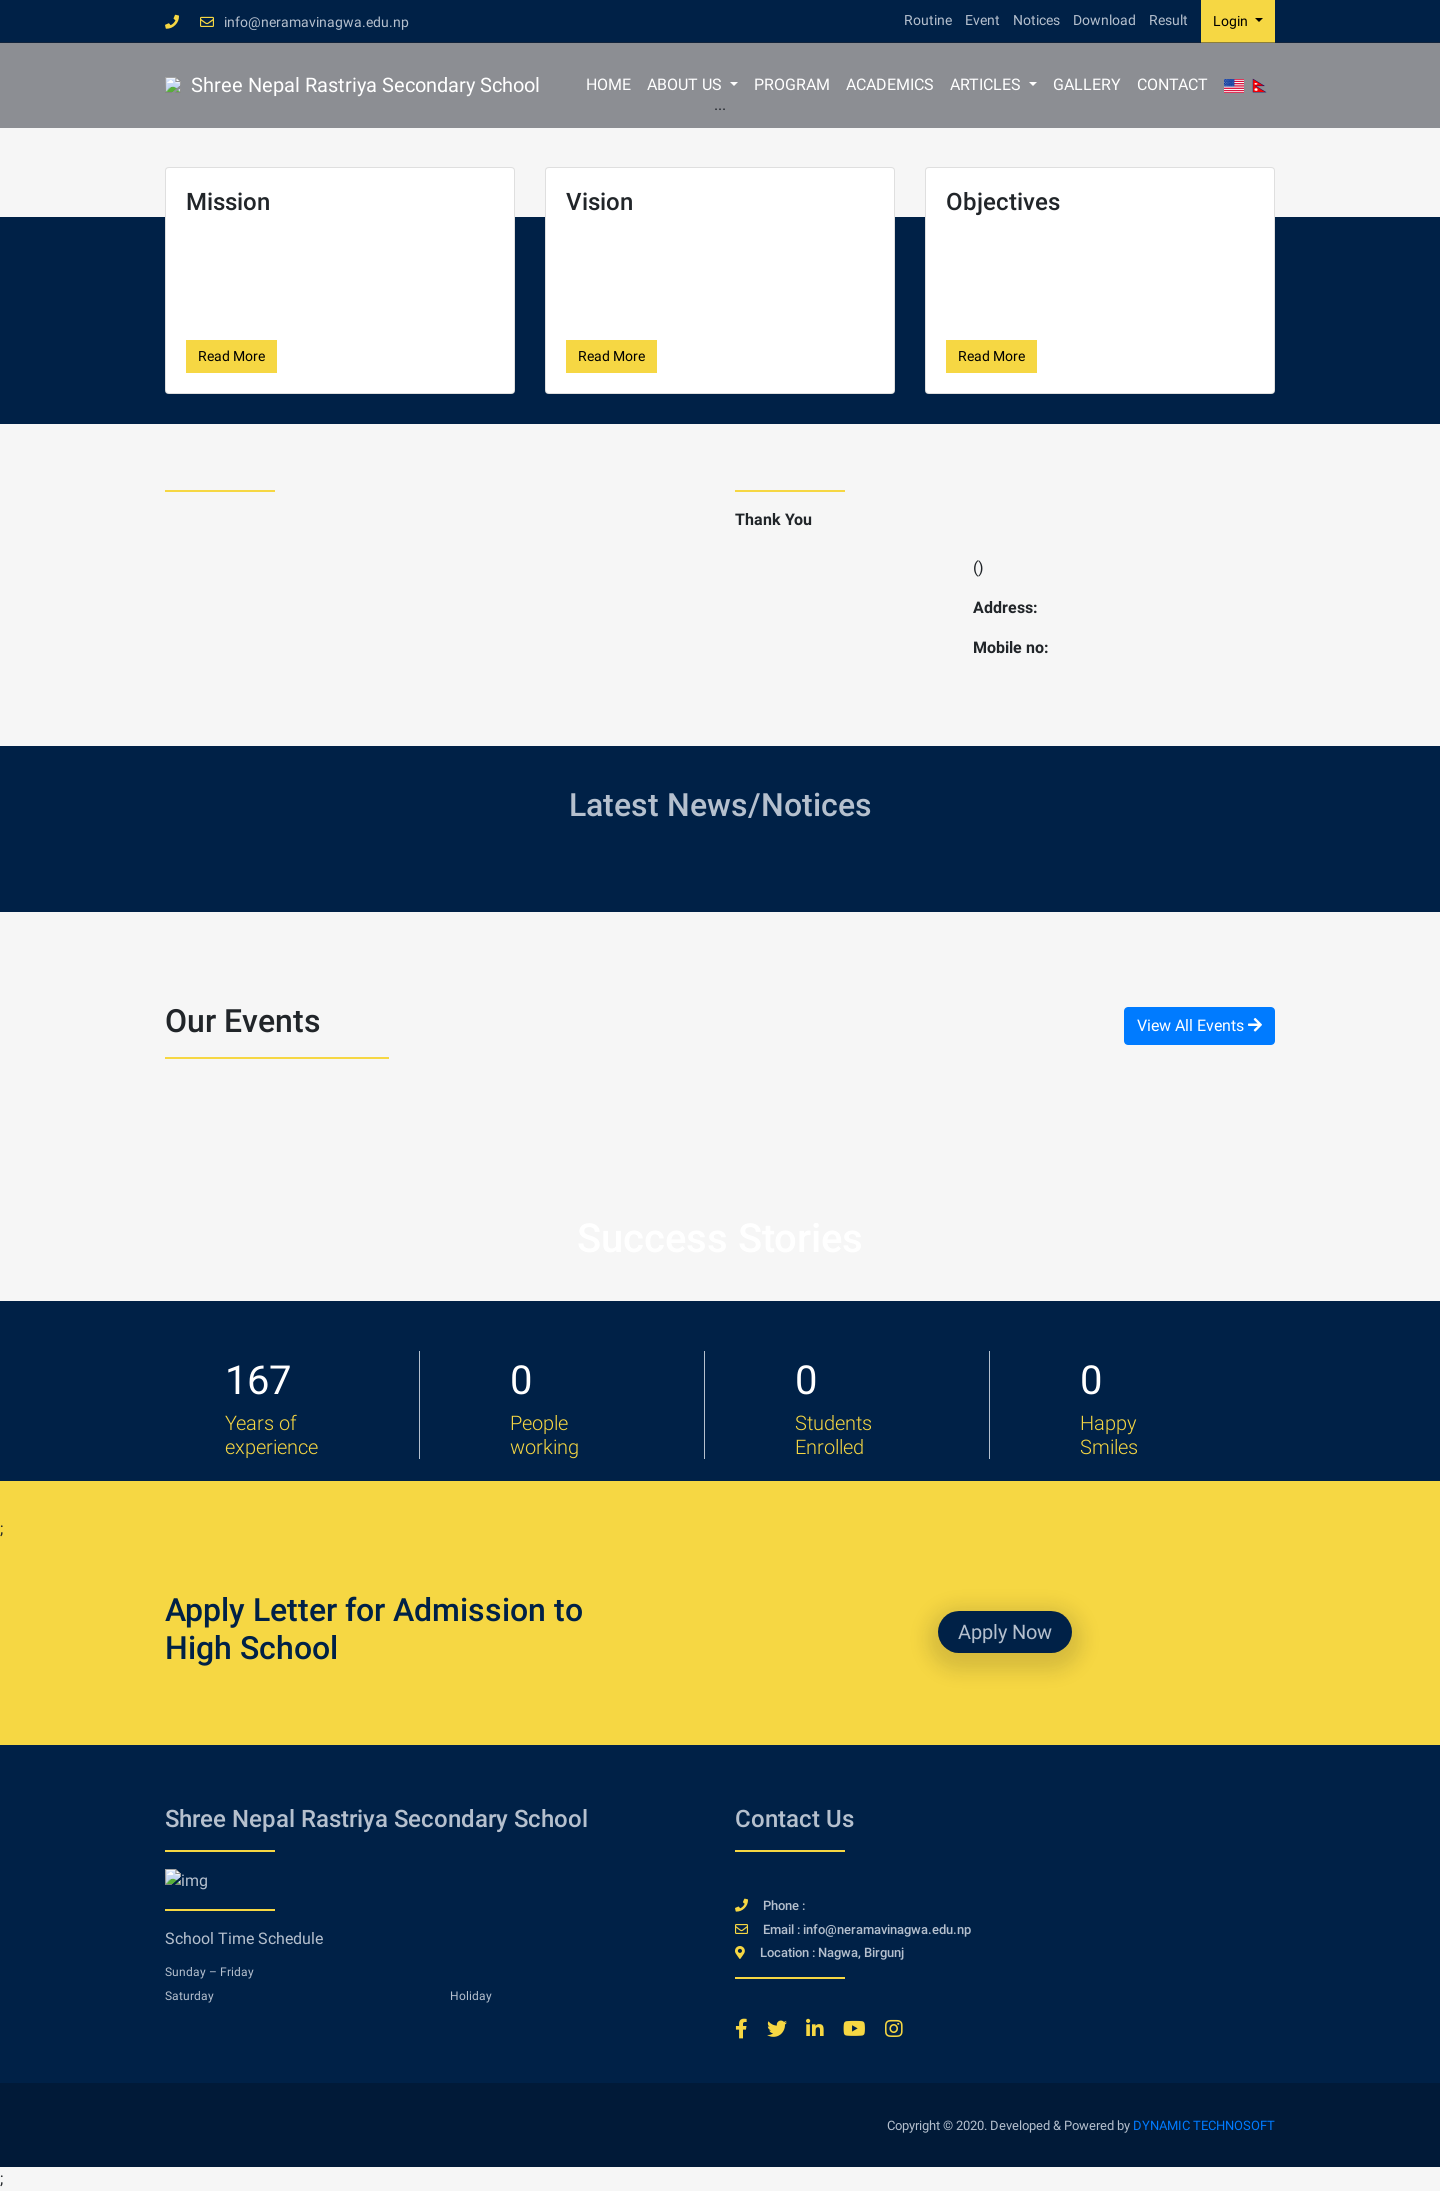 info@neramavinagwa.edu.np
Routine Event Notices Download Result Login
Shree Nepal Rastriya Secondary School
HOME ABOUT US PROGRAM ACADEMICS ARTICLES GALLERY CONTACT
...
Mission
Read More
Vision
Read More
Objectives
Read More
Thank You
()
Address:
Mobile no:
Latest News/Notices
Our Events
View All Events
Success Stories
167
Years of
experience
0
People
working
0
Students
Enrolled
0
Happy
Smiles
;
Apply Letter for Admission to
High School
Apply Now
Shree Nepal Rastriya Secondary School
img
School Time Schedule
Sunday – Friday
Saturday Holiday
Contact Us
Phone :
Email : info@neramavinagwa.edu.np
Location : Nagwa, Birgunj
Copyright © 2020. Developed & Powered by DYNAMIC TECHNOSOFT
;